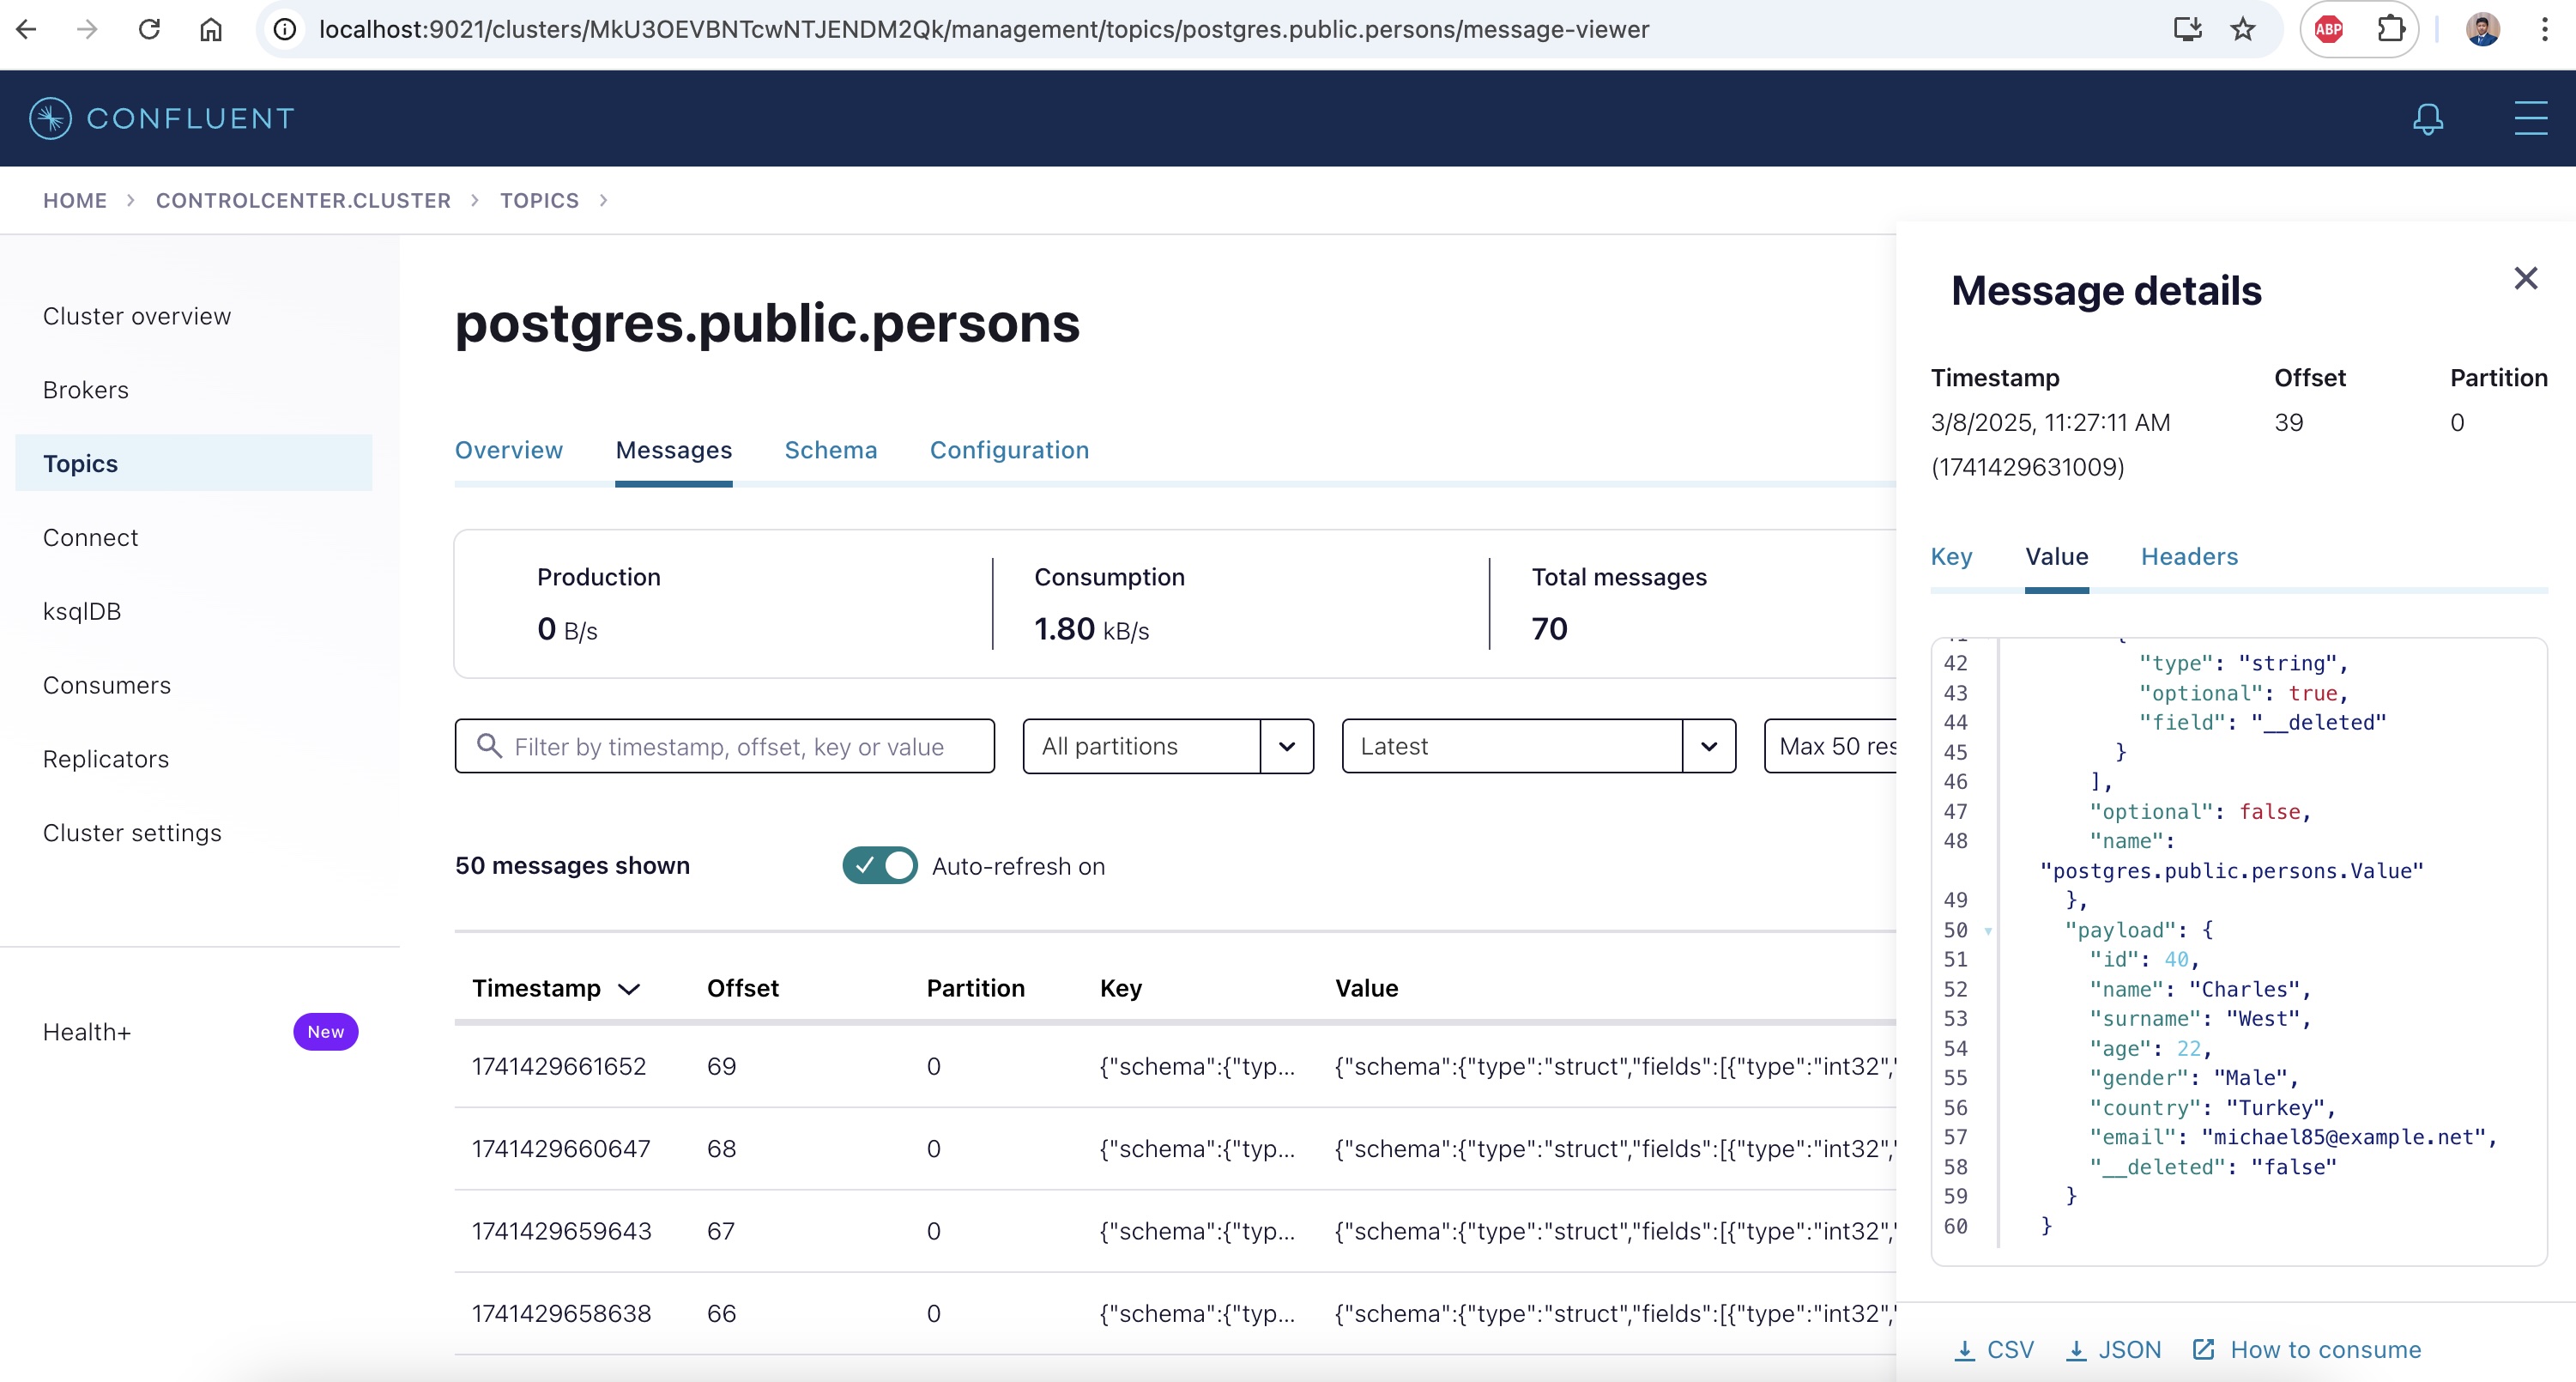 localhost:9021/clusters/MkU3OEVBNTcwNTJENDM2Qk/management/topics/postgres.public.persons/message-viewer
ABP
CONFLUENT
HOME > CONTROLCENTER.CLUSTER > TOPICS >
Cluster overview
Brokers
Topics
Connect
ksqlDB
Consumers
Replicators
Cluster settings
Health+ New
postgres.public.persons
Overview Messages Schema Configuration
Production Consumption Total messages
0 B/s 1.80 kB/s 70
Filter by timestamp, offset, key or value All partitions Latest Max 50 res
50 messages shown Auto-refresh on
Timestamp Offset Partition Key Value
1741429661652 69 0 {"schema":{"typ... {"schema":{"type":"struct","fields":[{"type":"int32","
1741429660647 68 0 {"schema":{"typ... {"schema":{"type":"struct","fields":[{"type":"int32","
1741429659643 67 0 {"schema":{"typ... {"schema":{"type":"struct","fields":[{"type":"int32","
1741429658638 66 0 {"schema":{"typ... {"schema":{"type":"struct","fields":[{"type":"int32","
Message details
Timestamp Offset Partition
3/8/2025, 11:27:11 AM 39 0
(1741429631009)
Key Value Headers
42 "type": "string",
43 "optional": true,
44 "field": "__deleted"
45 }
46 ],
47 "optional": false,
48 "name":
"postgres.public.persons.Value"
49 },
50 "payload": {
51 "id": 40,
52 "name": "Charles",
53 "surname": "West",
54 "age": 22,
55 "gender": "Male",
56 "country": "Turkey",
57 "email": "michael85@example.net",
58 "__deleted": "false"
59 }
60 }
CSV JSON How to consume